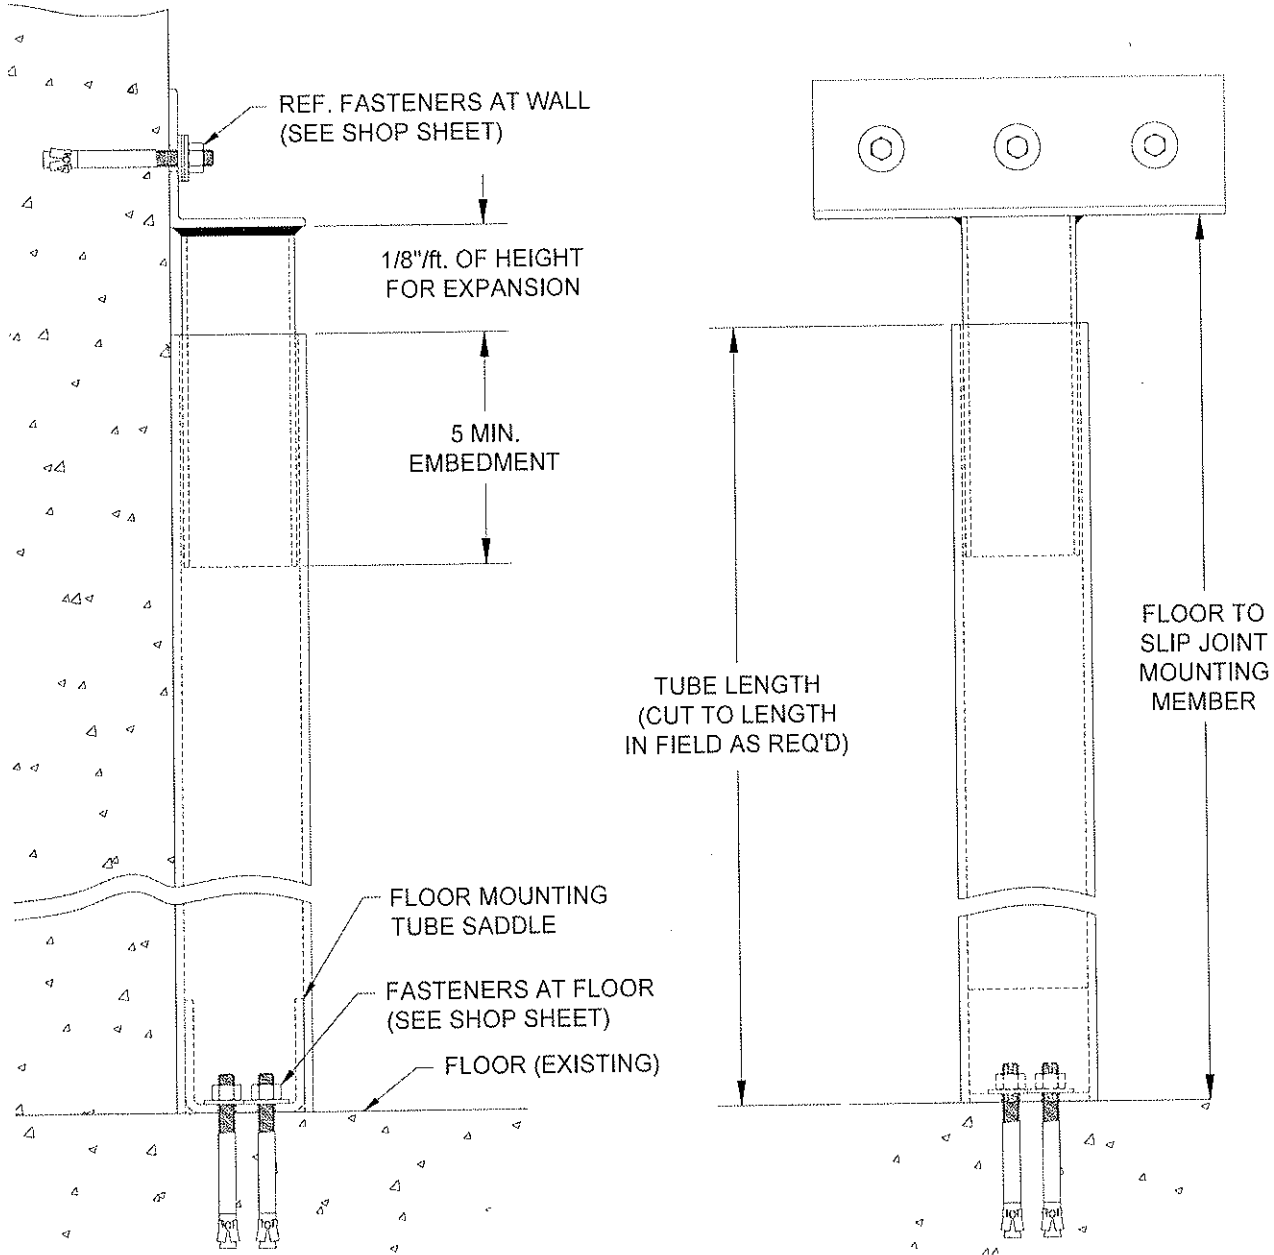 REF. FASTENERS AT WALL
(SEE SHOP SHEET)
1/8"/ft. OF HEIGHT
FOR EXPANSION
5 MIN.
EMBEDMENT
TUBE LENGTH
(CUT TO LENGTH
IN FIELD AS REQ'D)
FLOOR TO
SLIP JOINT
MOUNTING
MEMBER
FLOOR MOUNTING
TUBE SADDLE
FASTENERS AT FLOOR
(SEE SHOP SHEET)
FLOOR (EXISTING)